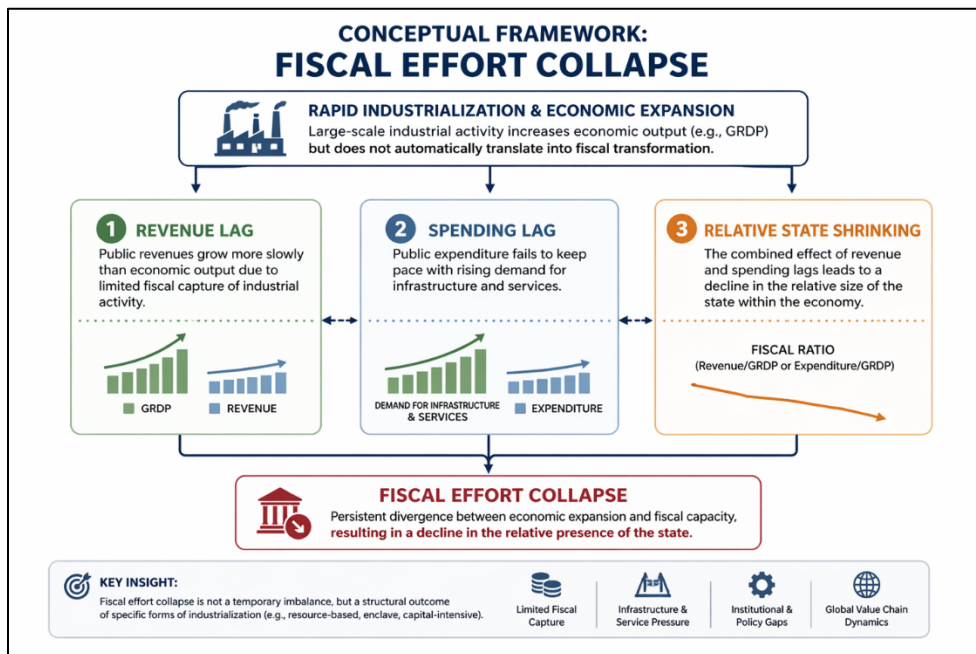 CONCEPTUAL FRAMEWORK:
FISCAL EFFORT COLLAPSE
RAPID INDUSTRIALIZATION & ECONOMIC EXPANSION
Large-scale industrial activity increases economic output (e.g., GRDP)
but does not automatically translate into fiscal transformation.
1 REVENUE LAG
Public revenues grow more slowly
than economic output due to
limited fiscal capture of industrial
activity.
GRDP
REVENUE
2 SPENDING LAG
Public expenditure fails to keep
pace with rising demand for
infrastructure and services.
DEMAND FOR INFRASTRUCTURE
& SERVICES
EXPENDITURE
3 RELATIVE STATE SHRINKING
The combined effect of revenue
and spending lags leads to a
decline in the relative size of the
state within the economy.
FISCAL RATIO
(Revenue/GRDP or Expenditure/GRDP)
FISCAL EFFORT COLLAPSE
Persistent divergence between economic expansion and fiscal capacity,
resulting in a decline in the relative presence of the state.
KEY INSIGHT:
Fiscal effort collapse is not a temporary imbalance, but a structural outcome
of specific forms of industrialization (e.g., resource-based, enclave, capital-intensive).
Limited Fiscal
Capture
Infrastructure &
Service Pressure
Institutional &
Policy Gaps
Global Value Chain
Dynamics